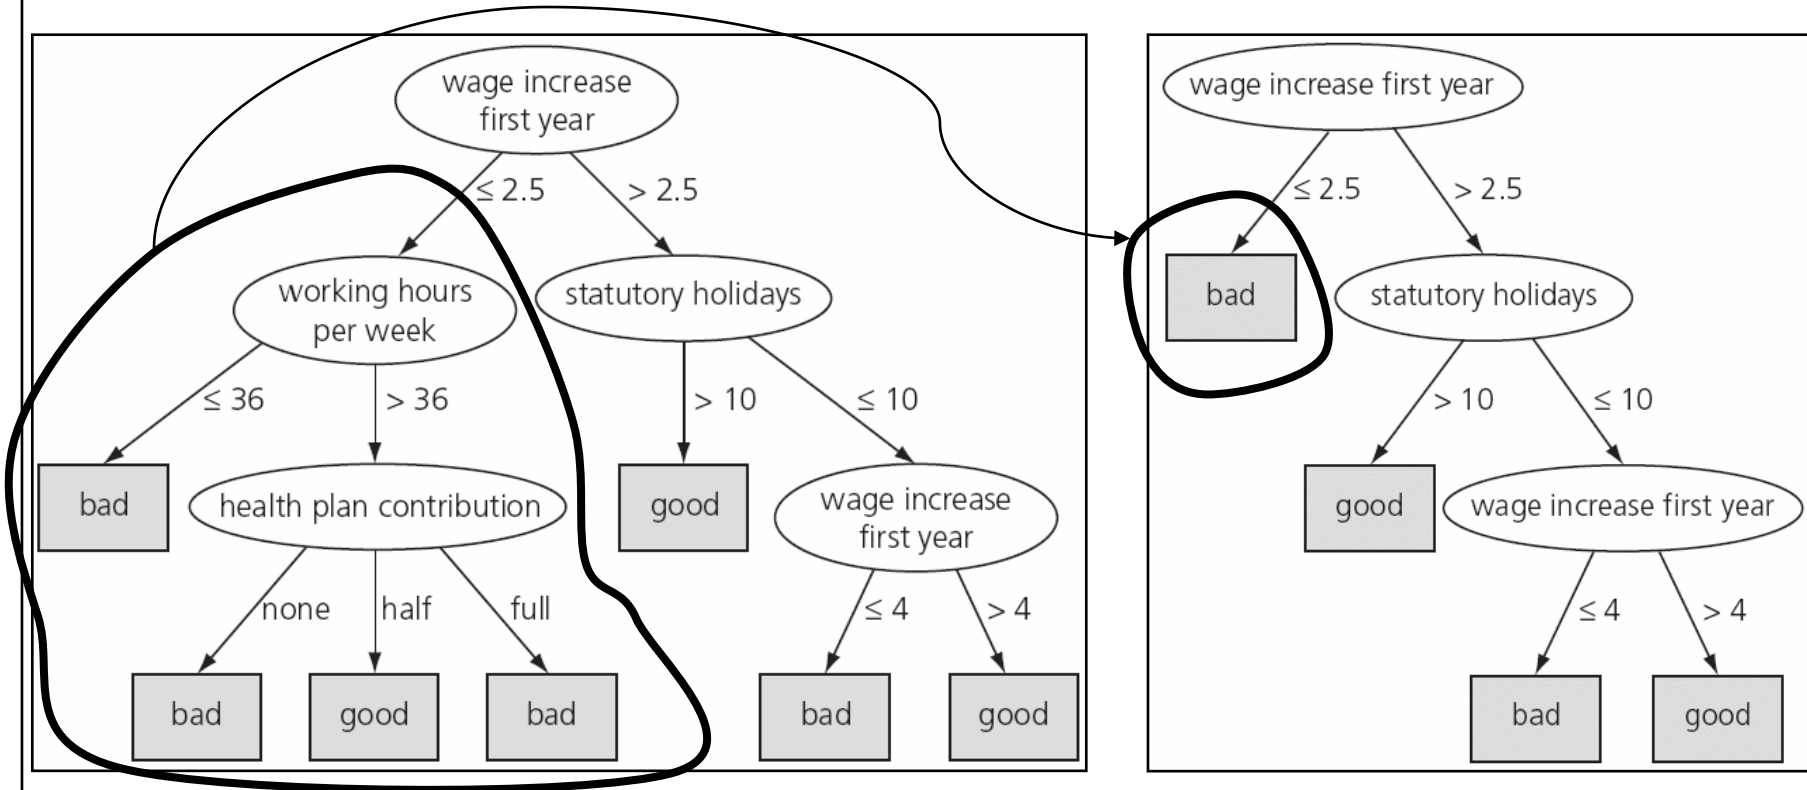 wage increase
first year
≤ 2.5
> 2.5
working hours
per week
statutory holidays
≤ 36
> 36
> 10
≤ 10
bad
health plan contribution
good
wage increase
first year
none
half
full
≤ 4
> 4
bad
good
bad
bad
good
wage increase first year
≤ 2.5
> 2.5
bad
statutory holidays
> 10
≤ 10
good
wage increase first year
≤ 4
> 4
bad
good